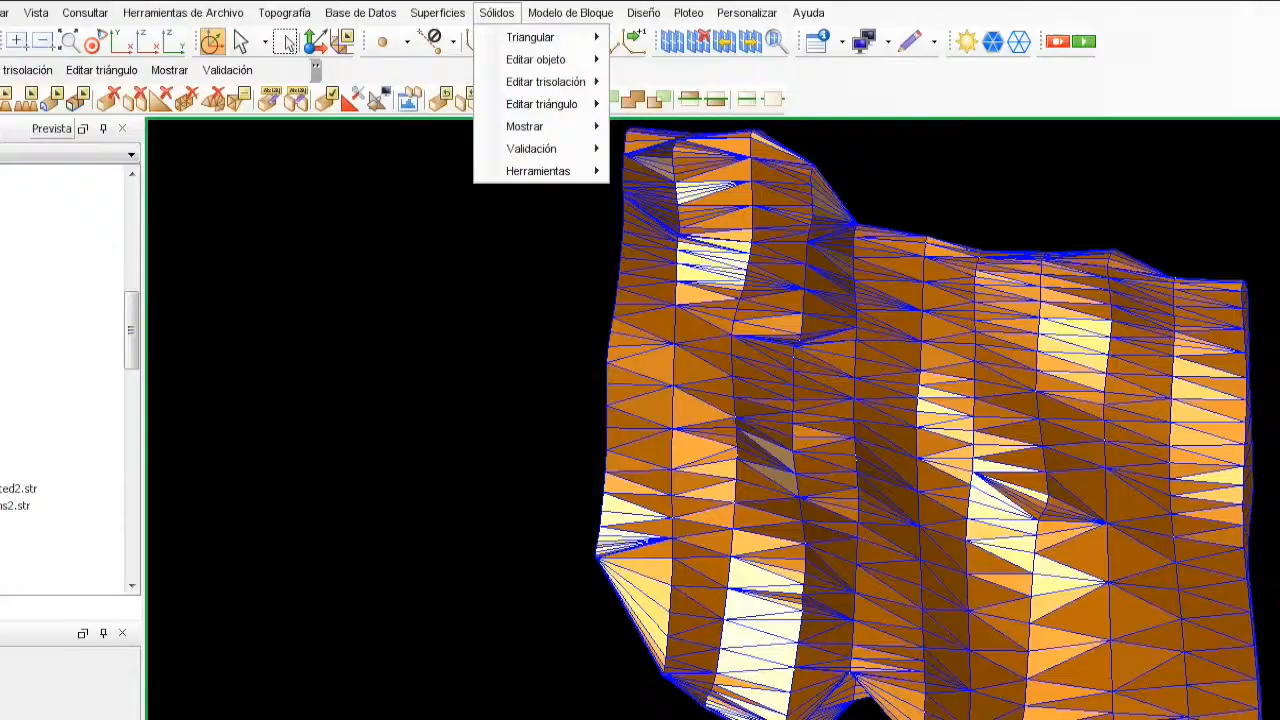 ar Vista Consultar Herramientas de Archivo Topografía Base de Datos Superficies Sólidos Modelo de Bloque Diseño Ploteo Personalizar Ayuda
trisolación Editar triángulo Mostrar Validación
Triangular
Editar objeto
Editar trisolación
Editar triángulo
Mostrar
Validación
Herramientas
Prevista
ted2.str
ns2.str